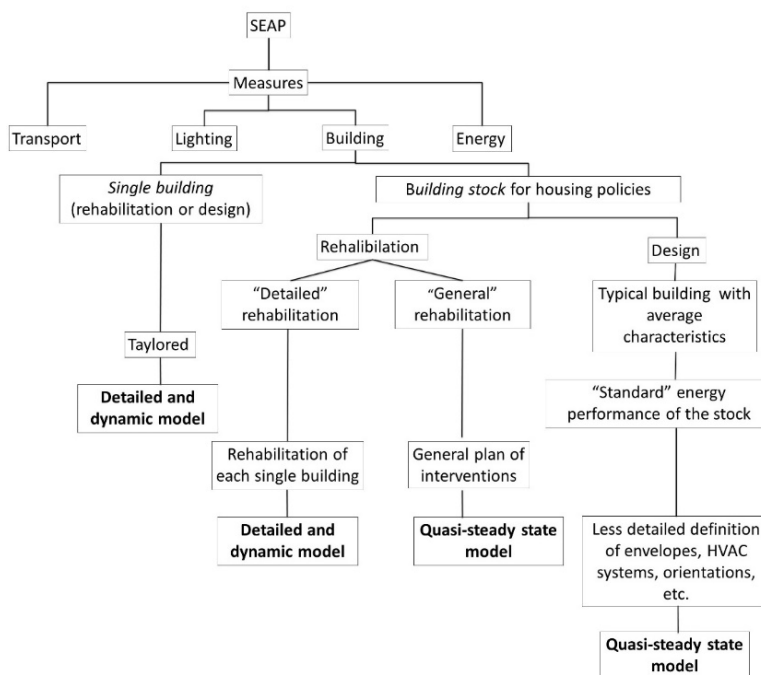 SEAP
Measures
Transport
Lighting
Building
Energy
Single building
(rehabilitation or design)
Building stock for housing policies
Rehalibilation
Design
“Detailed”
rehabilitation
“General”
rehabilitation
Typical building with
average
characteristics
Taylored
Detailed and
dynamic model
“Standard” energy
performance of the stock
Rehabilitation of
each single building
General plan of
interventions
Detailed and
dynamic model
Quasi-steady state
model
Less detailed definition
of envelopes, HVAC
systems, orientations,
etc.
Quasi-steady state
model